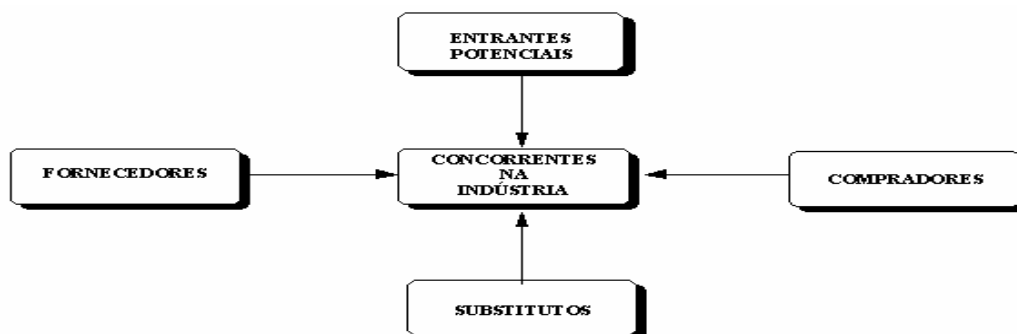 ENTRANTES
POTENCIAIS
FORNECEDORES
CONCORRENTES
NA
INDÚSTRIA
COMPRADORES
SUBSTITUTOS